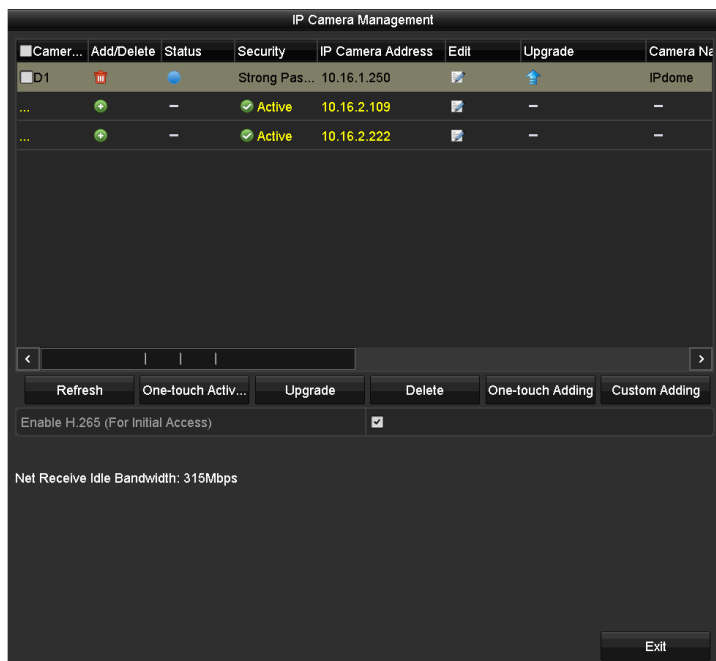 IP Camera Management
Camer... Add/Delete Status Security IP Camera Address Edit Upgrade Camera Na
D1 Strong Pas... 10.16.1.250 IPdome
... – Active 10.16.2.109 – –
... – Active 10.16.2.222 – –
Refresh One-touch Activ... Upgrade Delete One-touch Adding Custom Adding
Enable H.265 (For Initial Access)
Net Receive Idle Bandwidth: 315Mbps
Exit